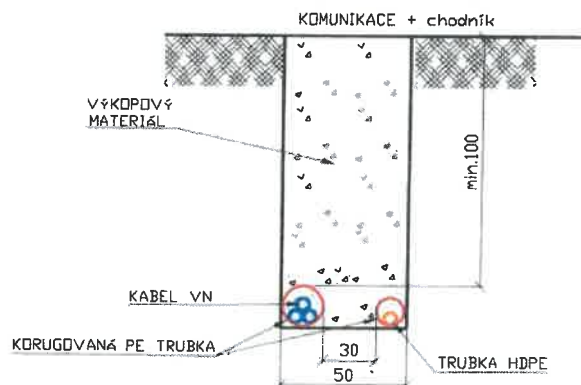 KOMUNIKACE + chodník
VÝKOPOVÝ
MATERIÁL
min.100
KABEL VN
KORUGOVANÁ PE TRUBKA
30
50
TRUBKA HDPE